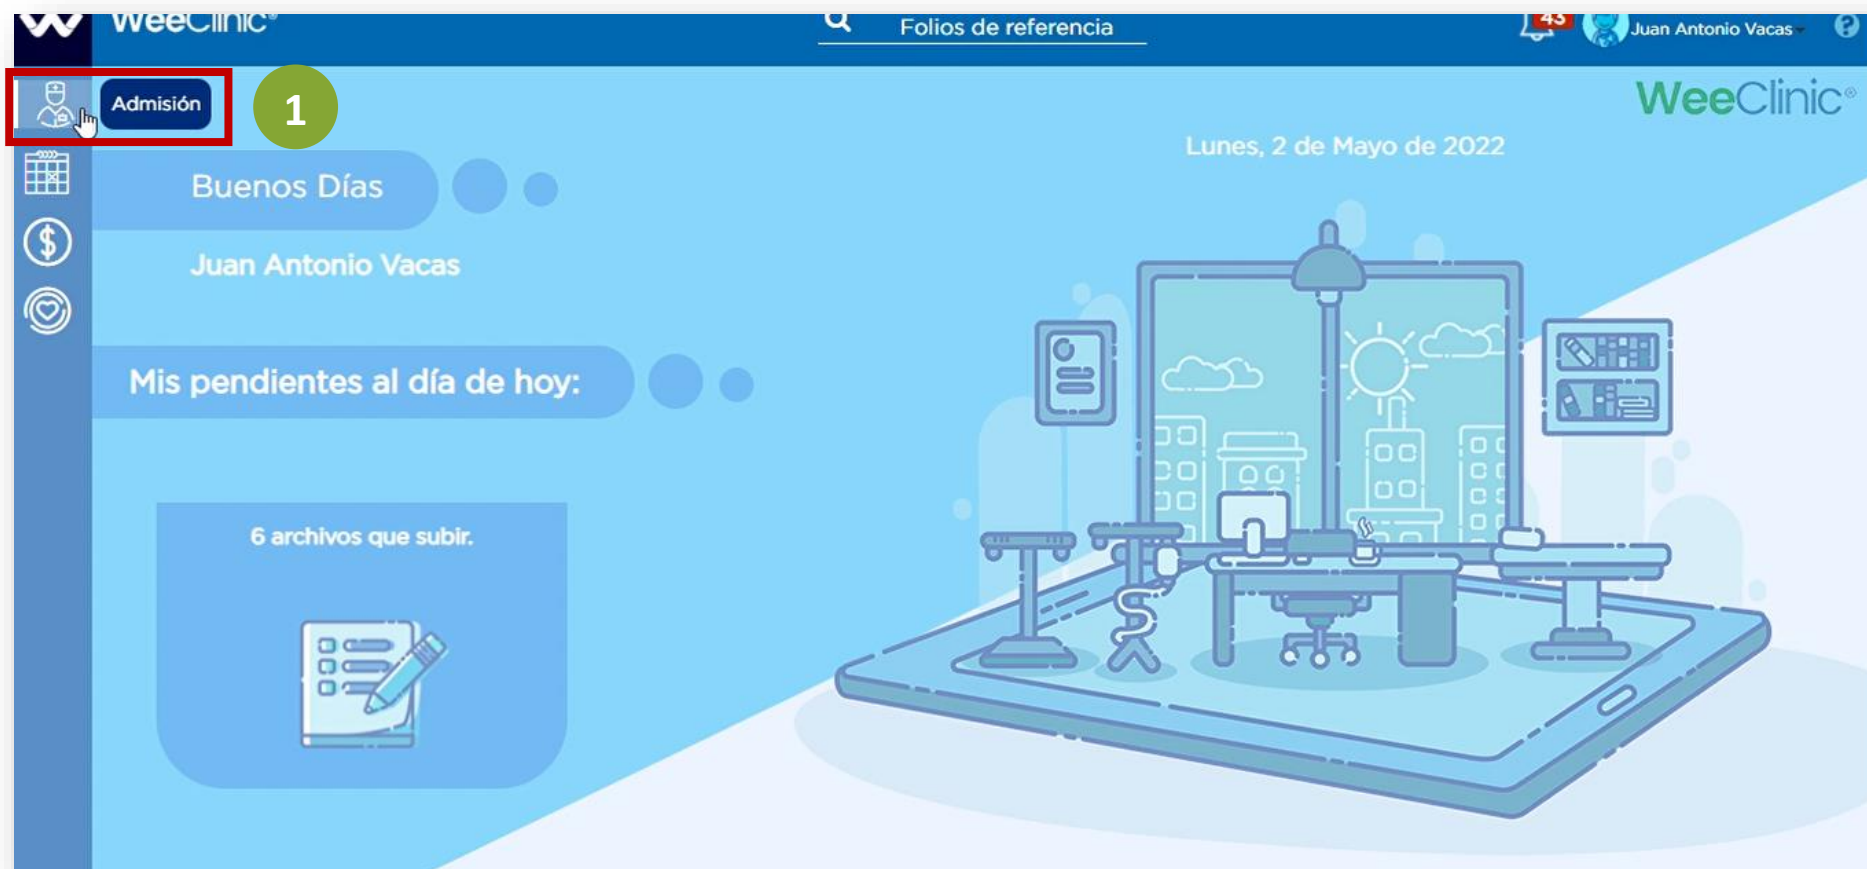 WeeClinic®
Folios de referencia
43
Juan Antonio Vacas
?
Admisión
1
WeeClinic®
Lunes, 2 de Mayo de 2022
Buenos Días
Juan Antonio Vacas
Mis pendientes al día de hoy:
6 archivos que subir.